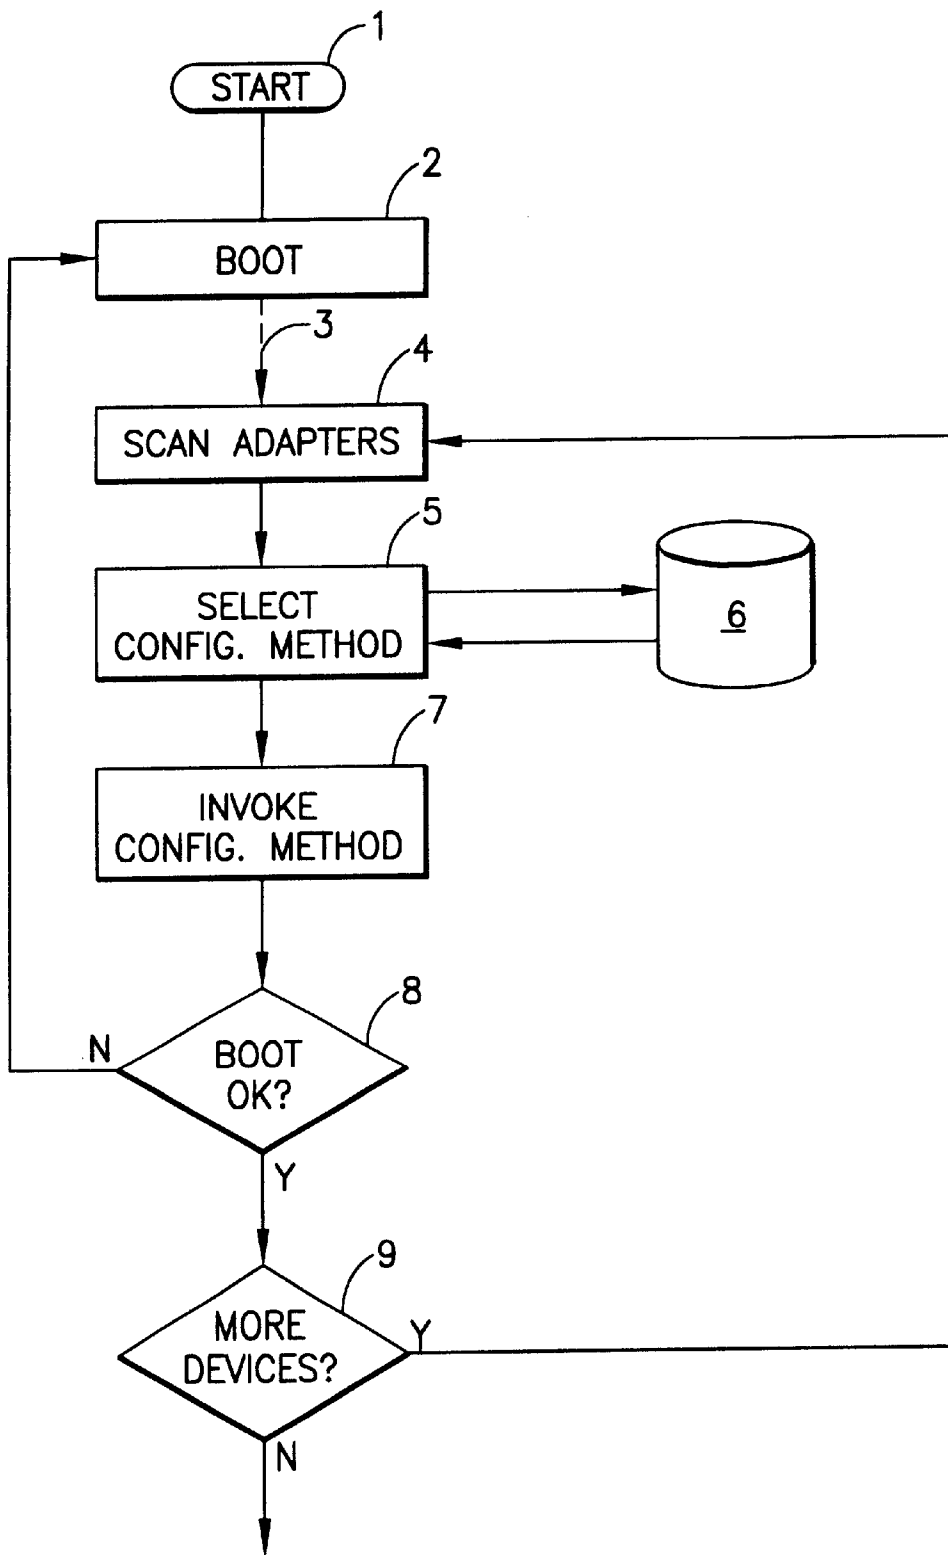 1
START
2
BOOT
3
4
SCAN ADAPTERS
5
SELECT
CONFIG. METHOD
6
7
INVOKE
CONFIG. METHOD
8
N
BOOT
OK?
Y
9
MORE
DEVICES?
Y
N